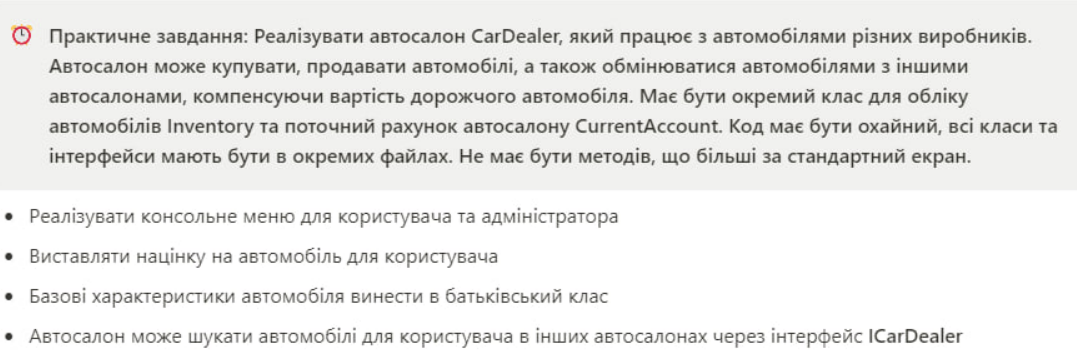 Практичне завдання: Реалізувати автосалон CarDealer, який працює з автомобілями різних виробників.
Автосалон може купувати, продавати автомобілі, а також обмінюватися автомобілями з іншими
автосалонами, компенсуючи вартість дорожчого автомобіля. Має бути окремий клас для обліку
автомобілів Inventory та поточний рахунок автосалону CurrentAccount. Код має бути охайний, всі класи та
інтерфейси мають бути в окремих файлах. Не має бути методів, що більші за стандартний екран.
• Реалізувати консольне меню для користувача та адміністратора
• Виставляти націнку на автомобіль для користувача
• Базові характеристики автомобіля винести в батьківський клас
• Автосалон може шукати автомобілі для користувача в інших автосалонах через інтерфейс ICarDealer